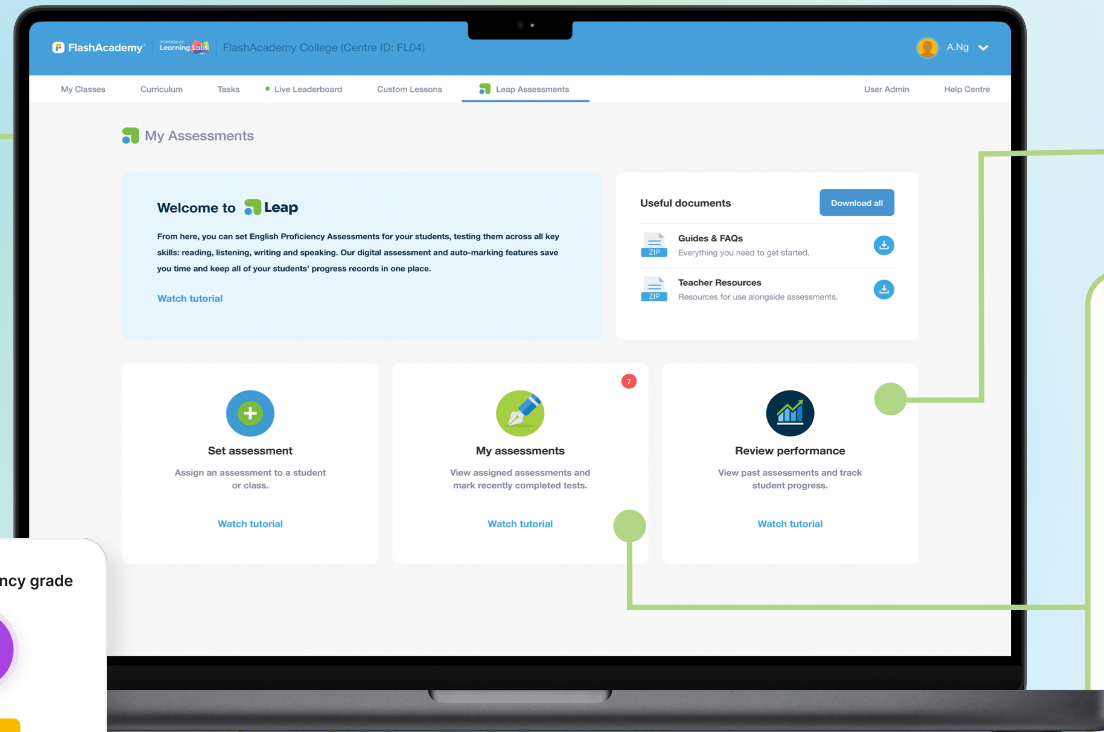 FlashAcademy
POWERED BY
Learning Labs
FlashAcademy College (Centre ID: FL04)
A.Ng
My Classes
Curriculum
Tasks
Live Leaderboard
Custom Lessons
Leap Assessments
User Admin
Help Centre
My Assessments
Welcome to Leap
From here, you can set English Proficiency Assessments for your students, testing them across all key
skills: reading, listening, writing and speaking. Our digital assessment and auto-marking features save
you time and keep all of your students' progress records in one place.
Watch tutorial
Useful documents
Download all
ZIP
Guides & FAQs
Everything you need to get started.
ZIP
Teacher Resources
Resources for use alongside assessments.
Set assessment
Assign an assessment to a student
or class.
Watch tutorial
7
My assessments
View assigned assessments and
mark recently completed tests.
Watch tutorial
Review performance
View past assessments and track
student progress.
Watch tutorial
ncy grade